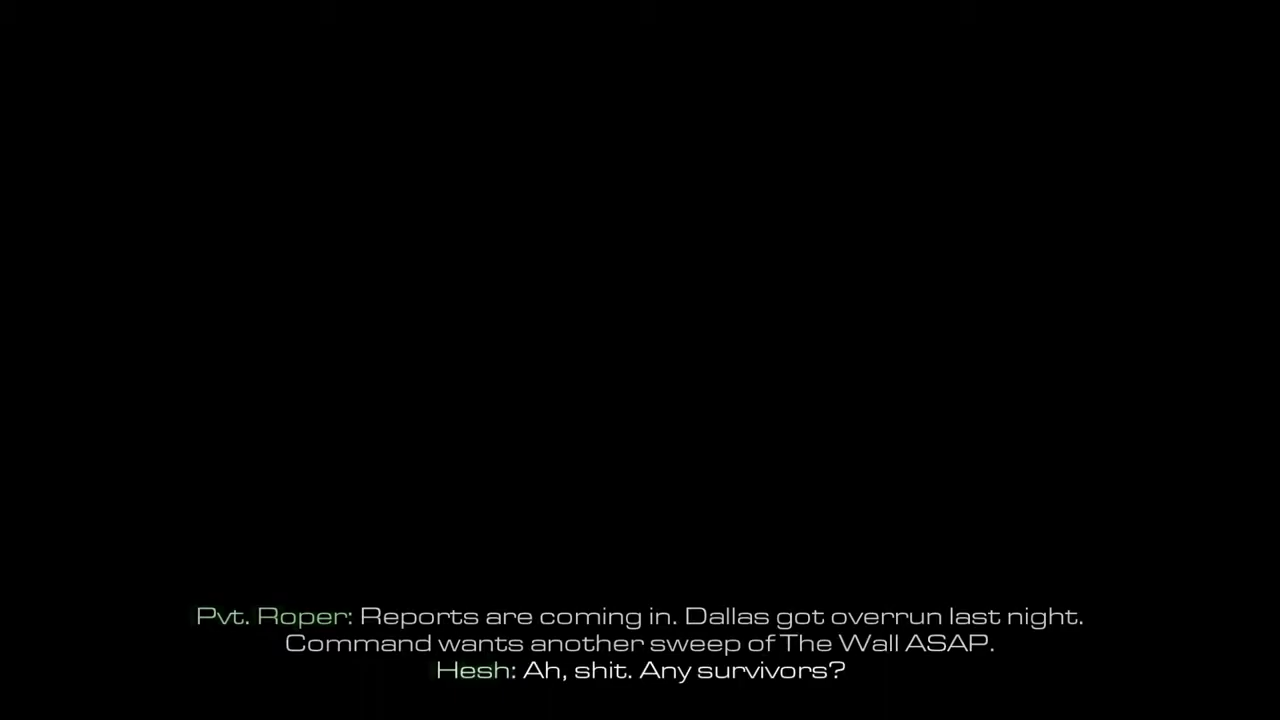 Pvt. Roper: Reports are coming in. Dallas got overrun last night.
Command wants another sweep of The Wall ASAP.
Hesh: Ah, shit. Any survivors?